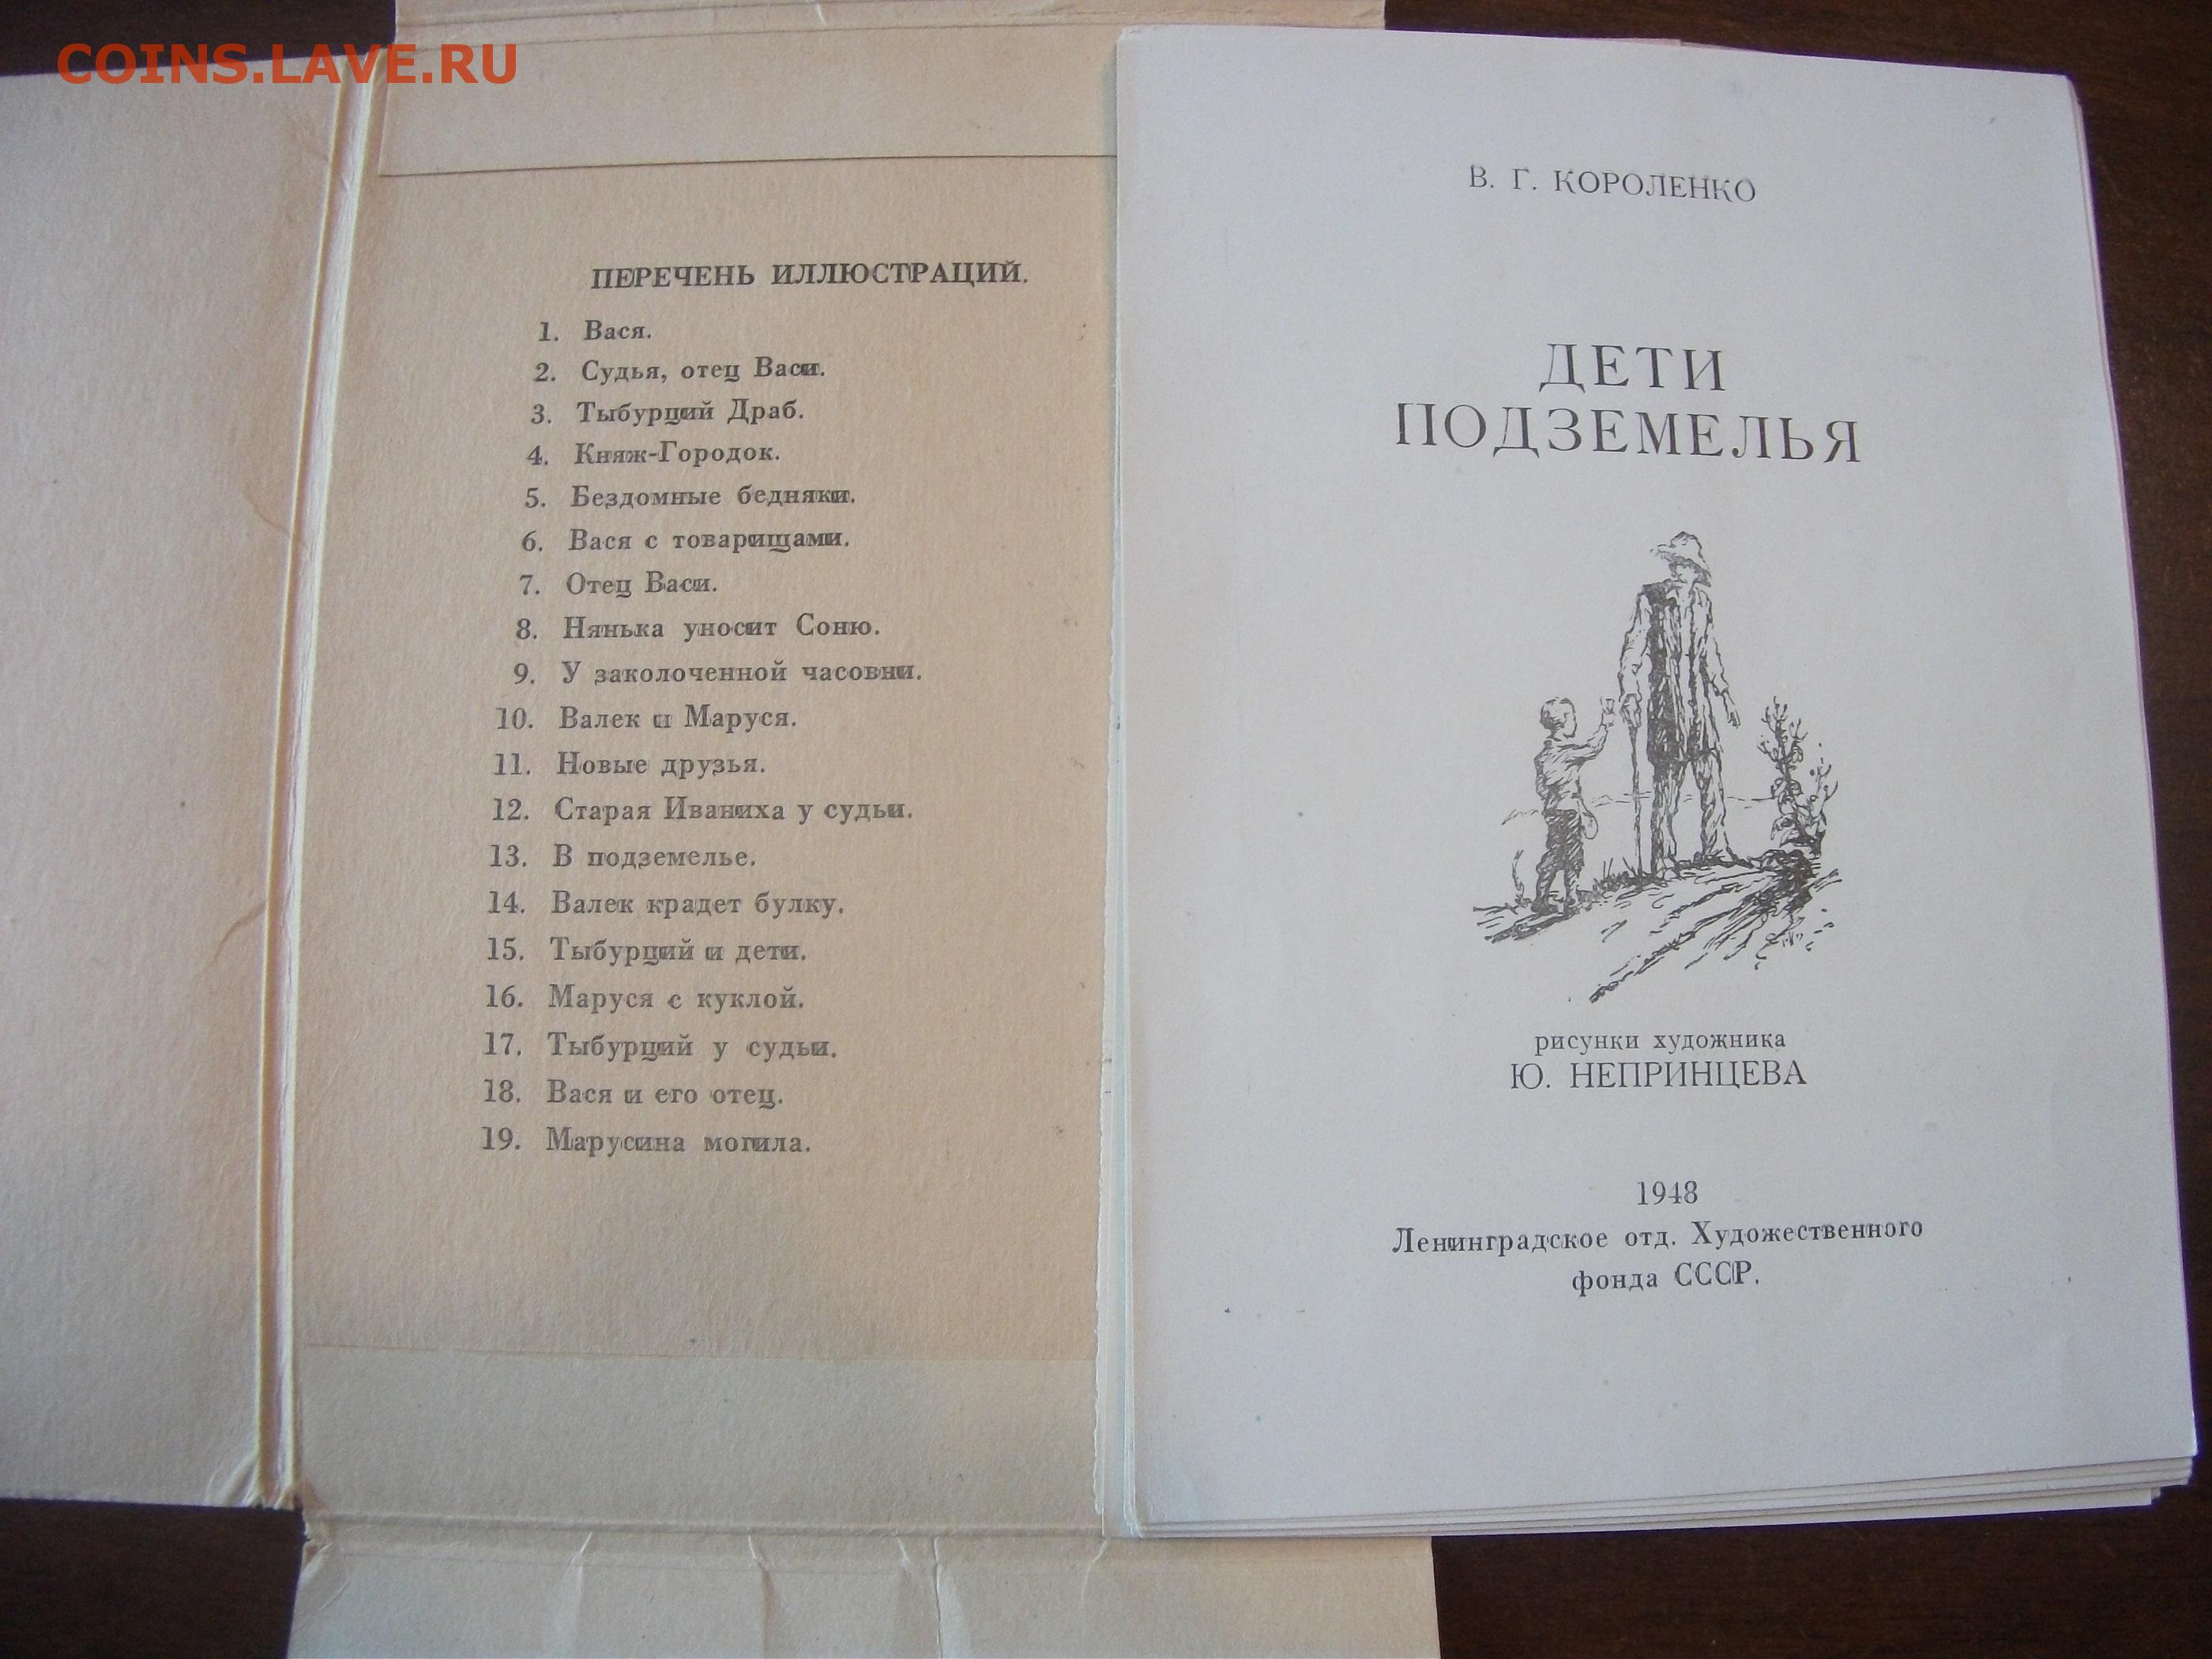 COINS.LAVE.RU
ПЕРЕЧЕНЬ ИЛЛЮСТРАЦИЙ.
1. Вася.
2. Судья, отец Васи.
3. Тыбурций Драб.
4. Княж-Городок.
5. Бездомные бедняки.
6. Вася с товарищами.
7. Отец Васи.
8. Нянька уносит Соню.
9. У заколоченной часовни.
10. Валек и Маруся.
11. Новые друзья.
12. Старая Иваниха у судьи.
13. В подземелье.
14. Валек крадет булку.
15. Тыбурций и дети.
16. Маруся с куклой.
17. Тыбурций у судьи.
18. Вася и его отец.
19. Марусина могила.
В. Г. КОРОЛЕНКО
ДЕТИ
ПОДЗЕМЕЛЬЯ
рисунки художника
Ю. НЕПРИНЦЕВА
1948
Ленинградское отд. Художественного
фонда СССР.